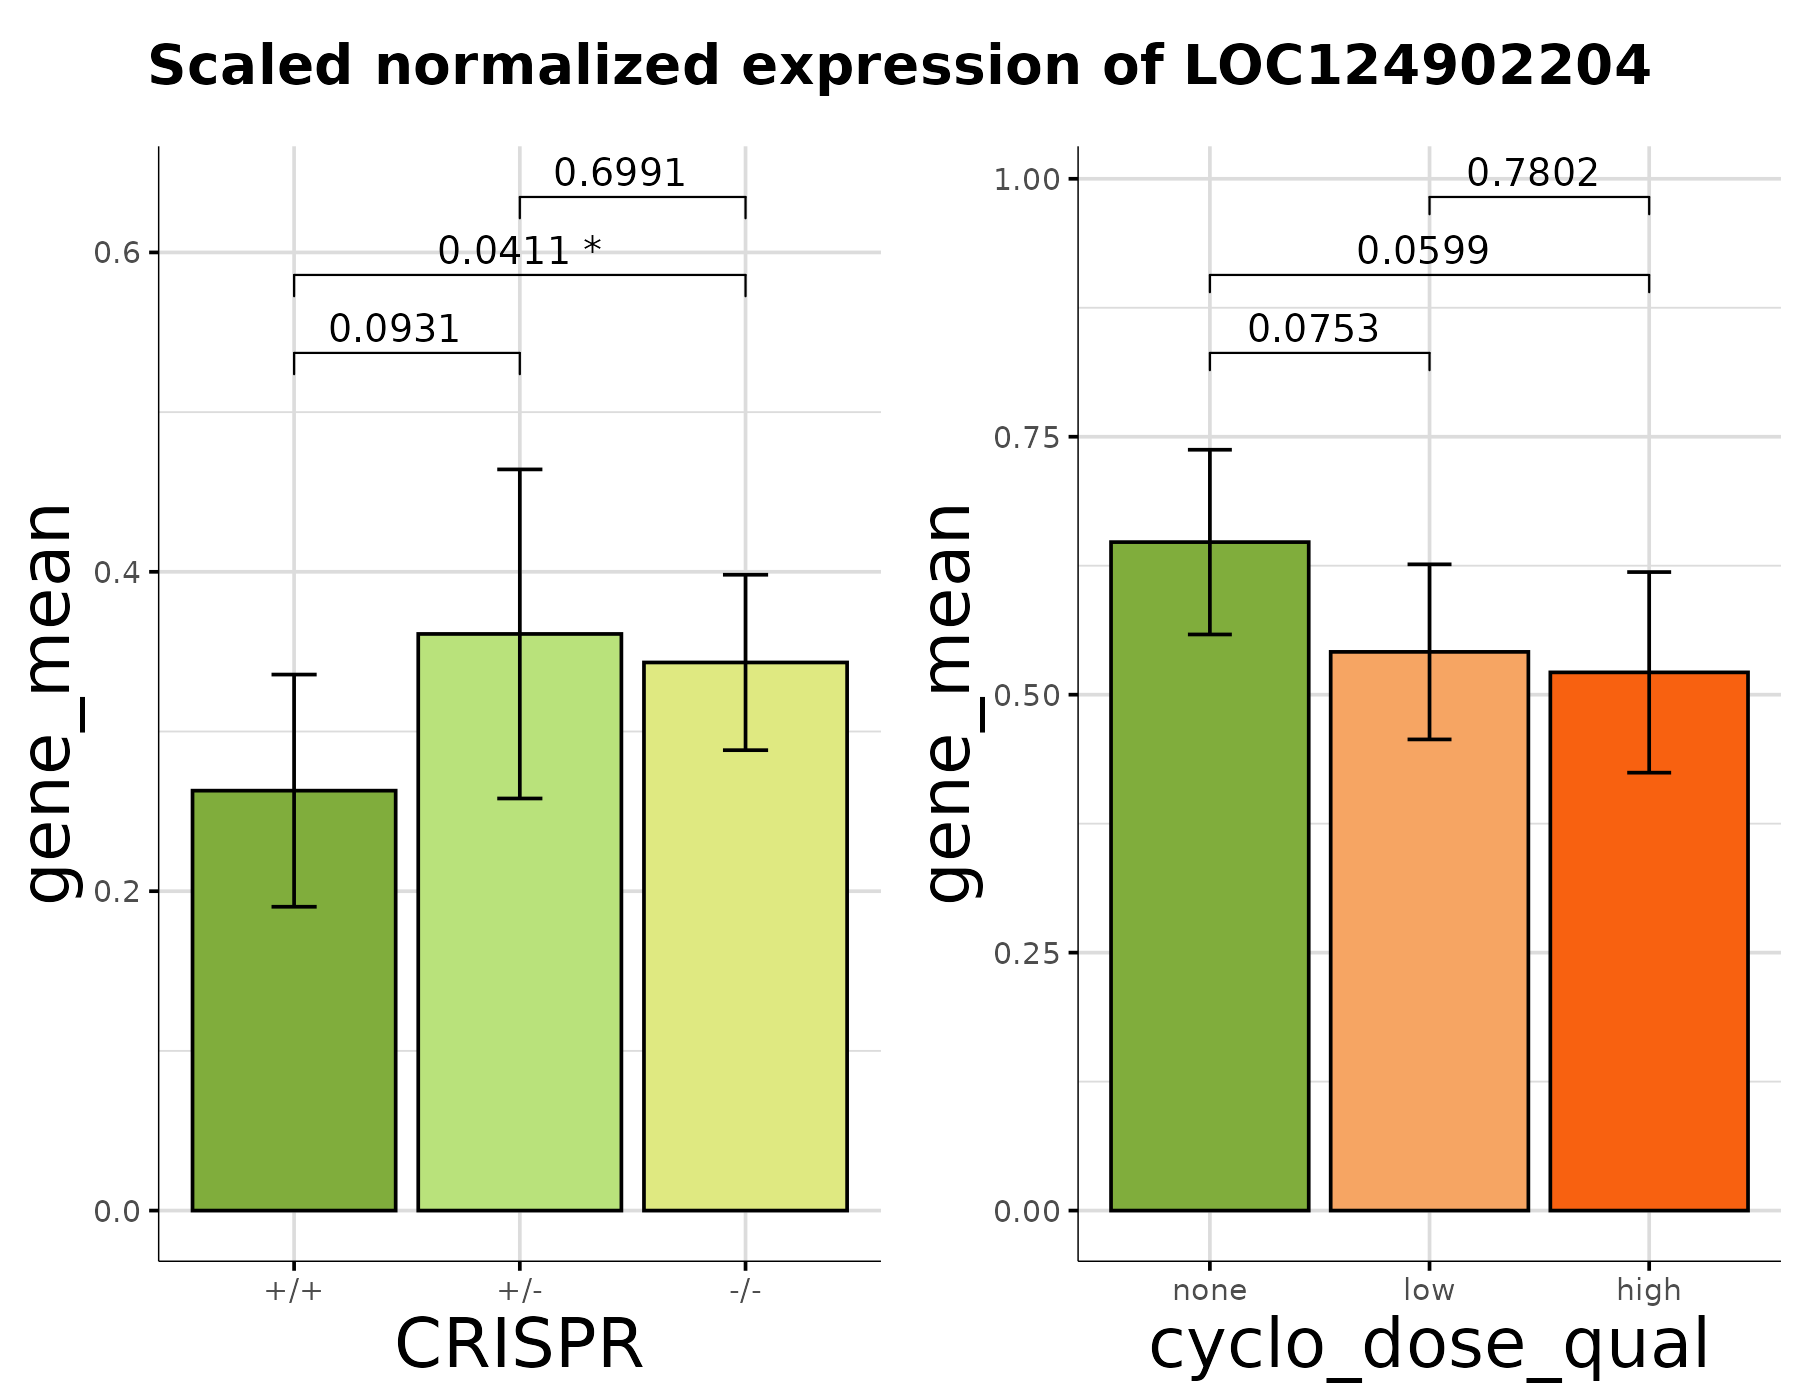 Scaled normalized expression of LOC124902204
gene_mean
0.6
0.4
0.2
0.0
0.6991
0.0411 *
0.0931
+/+
+/-
-/-
CRISPR
gene_mean
1.00
0.75
0.50
0.25
0.00
0.7802
0.0599
0.0753
none
low
high
cyclo_dose_qual